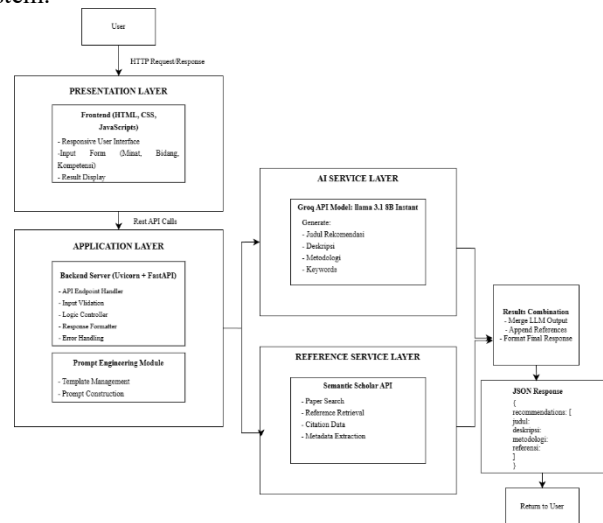 stem.
User
HTTP Request/Response
PRESENTATION LAYER
Frontend (HTML, CSS,
JavaScripts)
- Responsive User Interface
-Input Form (Minat, Bidang,
Kompetensi)
- Result Display
Rest API Calls
APPLICATION LAYER
Backend Server (Uvicorn + FastAPI)
- API Endpoint Handler
- Input Vlidation
- Logic Controller
- Response Formatter
- Error Handling
Prompt Engineering Module
- Template Management
- Prompt Construction
AI SERVICE LAYER
Groq API Model: llama 3.1 8B Instant
Generate:
- Judul Rekomendasi
- Deskripsi
- Metodologi
- Keywords
REFERENCE SERVICE LAYER
Semantic Scholar API
- Paper Search
- Reference Retrieval
- Citation Data
- Metadata Extraction
Results Combination
- Merge LLM Output
- Append References
- Format Final Response
JSON Response
{
recommendations: [
judul:
deskripsi:
metodologi:
referensi:
]
}
Return to User